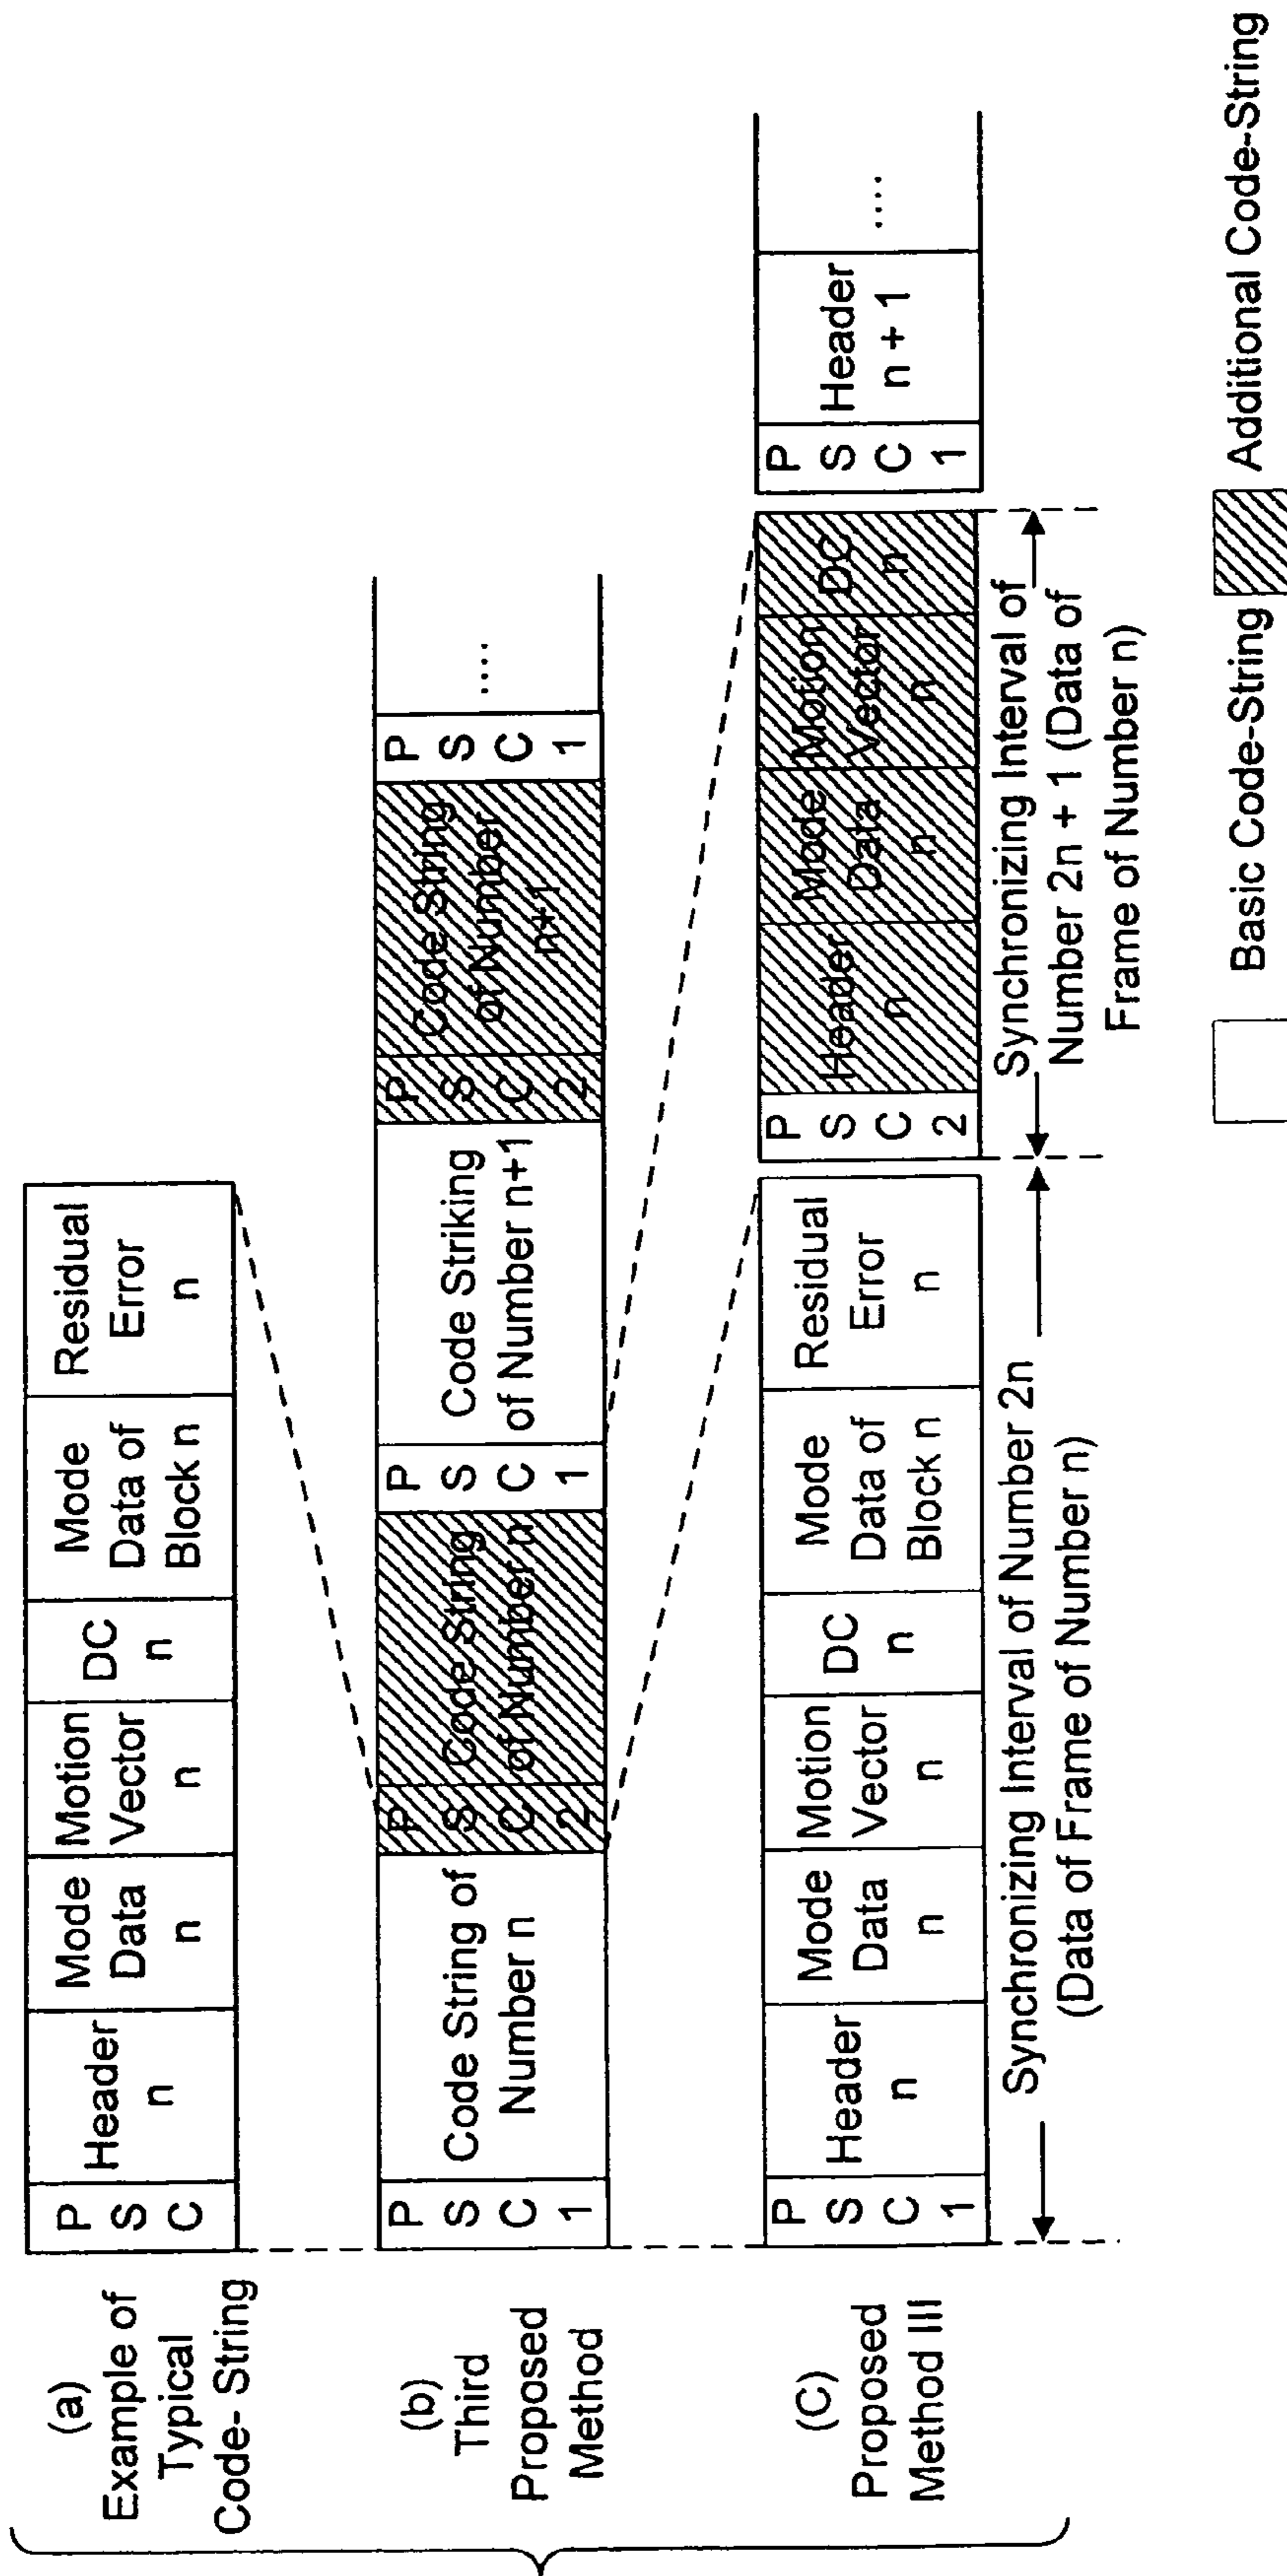 (a)
Example of
Typical
Code- String
P
S
C
Header
n
Mode
Data
n
Motion
Vector
n
DC
n
Mode
Data of
Block n
Residual
Error
n
(b)
Third
Proposed
Method
P
S
C
1
Code String of
Number n
P
S
C
2
Code String
of Number n
P
S
C
1
Code Striking
of Number n+1
P
S
C
2
Code String
of Number
n+1
P
S
C
1
....
(C)
Proposed
Method III
P
S
C
1
Header
n
Mode
Data
n
Motion
Vector
n
DC
n
Mode
Data of
Block n
Residual
Error
n
P
S
C
2
Header
n
Mode
Data
n
Motion
Vector
n
DC
n
P
S
C
1
Header
n + 1
....
Synchronizing Interval of Number 2n
(Data of Frame of Number n)
Synchronizing Interval of
Number 2n + 1 (Data of
Frame of Number n)
Basic Code-String
Additional Code-String